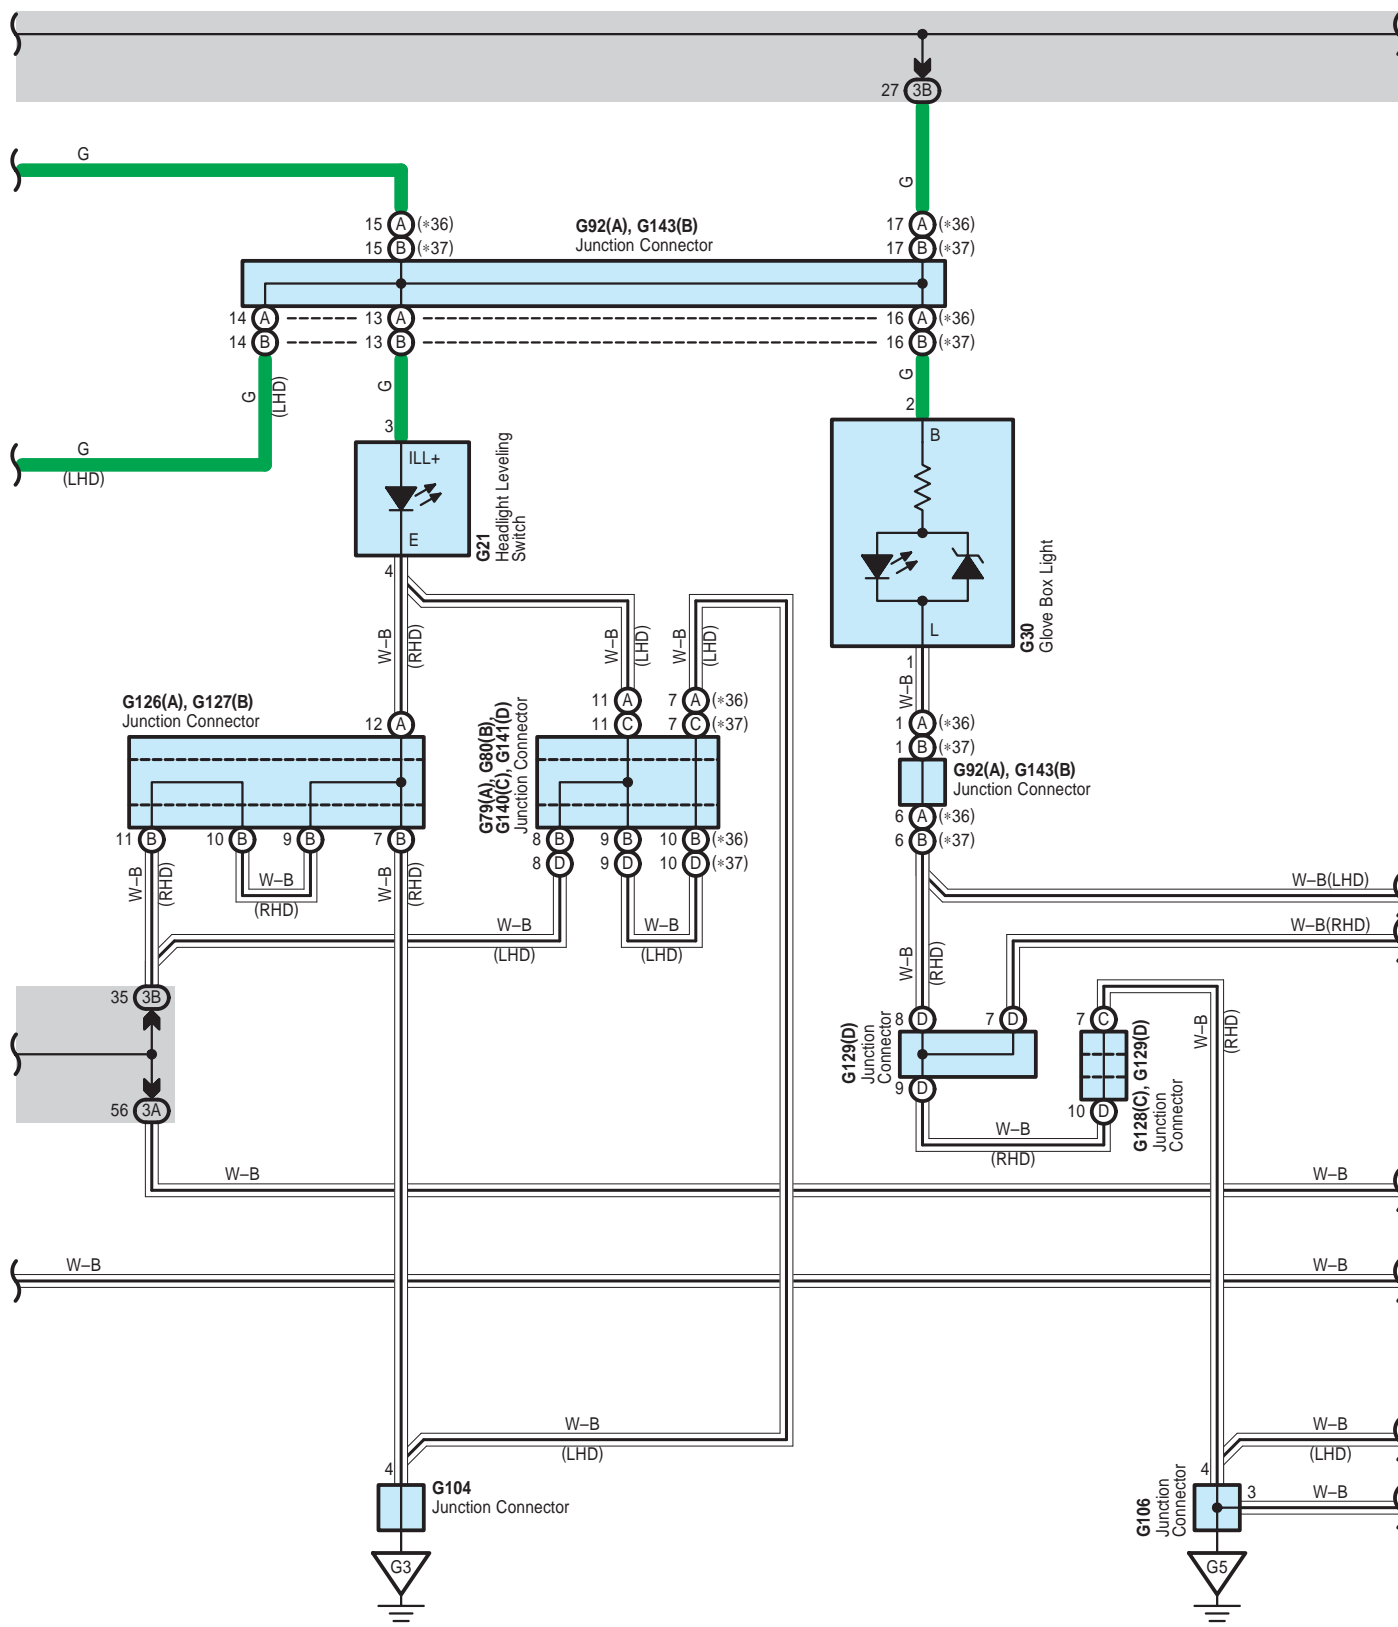 27 3B
G
G
15 A (*36)
15 B (*37)
G92(A), G143(B)
Junction Connector
17 A (*36)
17 B (*37)
14 A
13 A
16 A (*36)
14 B
13 B
16 B (*37)
G
(LHD)
G
G
G
(LHD)
3
ILL+
E
4
G21
Headlight Leveling
Switch
2
B
L
1
G30
Glove Box Light
W–B
(RHD)
W–B
(LHD)
W–B
(LHD)
W–B
G126(A), G127(B)
Junction Connector
12 A
11 A
7 A (*36)
11 C
7 C (*37)
G79(A), G80(B),
G140(C), G141(D)
Junction Connector
1 A (*36)
1 B (*37)
G92(A), G143(B)
Junction Connector
6 A (*36)
6 B (*37)
11 B
10 B
9 B
7 B
8 B
9 B
10 B (*36)
8 D
9 D
10 D (*37)
W–B
(RHD)
W–B
(RHD)
W–B
(RHD)
W–B
(LHD)
W–B
(LHD)
W–B(LHD)
W–B(RHD)
W–B
(RHD)
35 3B
56 3A
8 D
7 D
7 C
G129(D)
Junction
Connector
9 D
10 D
G128(C), G129(D)
Junction
Connector
W–B
(RHD)
W–B
(RHD)
W–B
W–B
W–B
W–B
W–B
(LHD)
W–B
(LHD)
4
G104
Junction Connector
G3
4
3
W–B
G106
Junction
Connector
G5